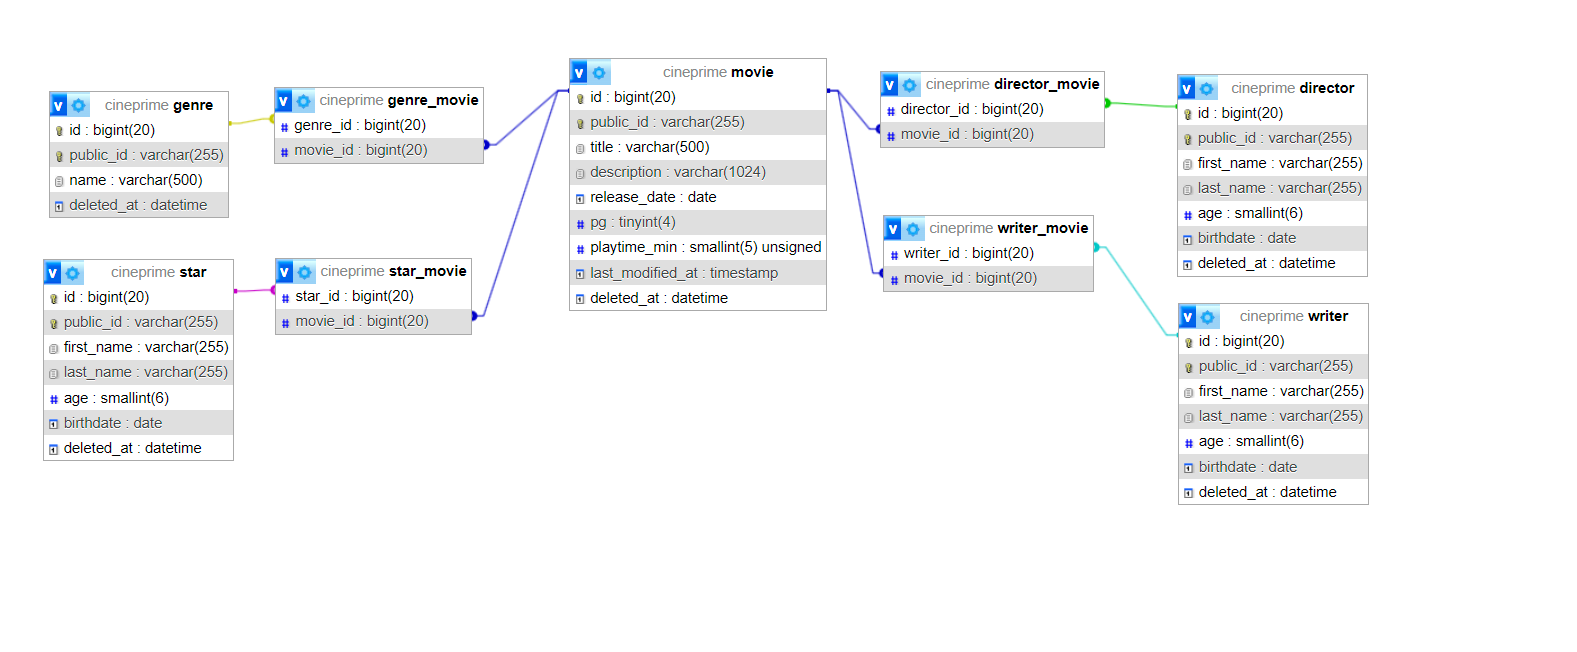 cineprime genre
id : bigint(20)
public_id : varchar(255)
name : varchar(500)
deleted_at : datetime
cineprime star
id : bigint(20)
public_id : varchar(255)
first_name : varchar(255)
last_name : varchar(255)
age : smallint(6)
birthdate : date
deleted_at : datetime
cineprime genre_movie
genre_id : bigint(20)
movie_id : bigint(20)
cineprime star_movie
star_id : bigint(20)
movie_id : bigint(20)
cineprime movie
id : bigint(20)
public_id : varchar(255)
title : varchar(500)
description : varchar(1024)
release_date : date
pg : tinyint(4)
playtime_min : smallint(5) unsigned
last_modified_at : timestamp
deleted_at : datetime
cineprime director_movie
director_id : bigint(20)
movie_id : bigint(20)
cineprime writer_movie
writer_id : bigint(20)
movie_id : bigint(20)
cineprime director
id : bigint(20)
public_id : varchar(255)
first_name : varchar(255)
last_name : varchar(255)
age : smallint(6)
birthdate : date
deleted_at : datetime
cineprime writer
id : bigint(20)
public_id : varchar(255)
first_name : varchar(255)
last_name : varchar(255)
age : smallint(6)
birthdate : date
deleted_at : datetime